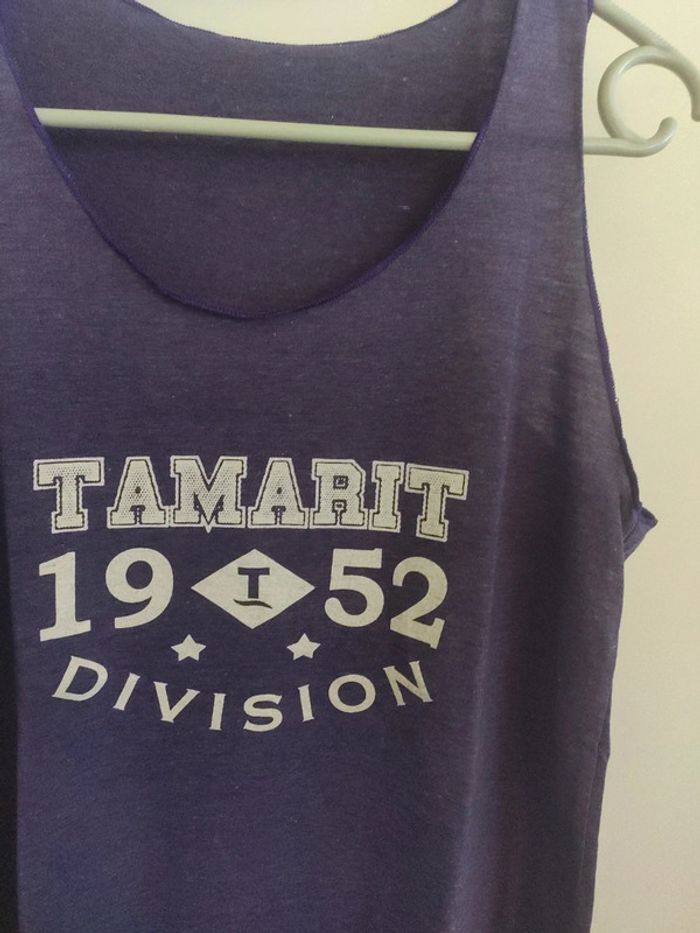 TAMARIT
19 T 52
DIVISION